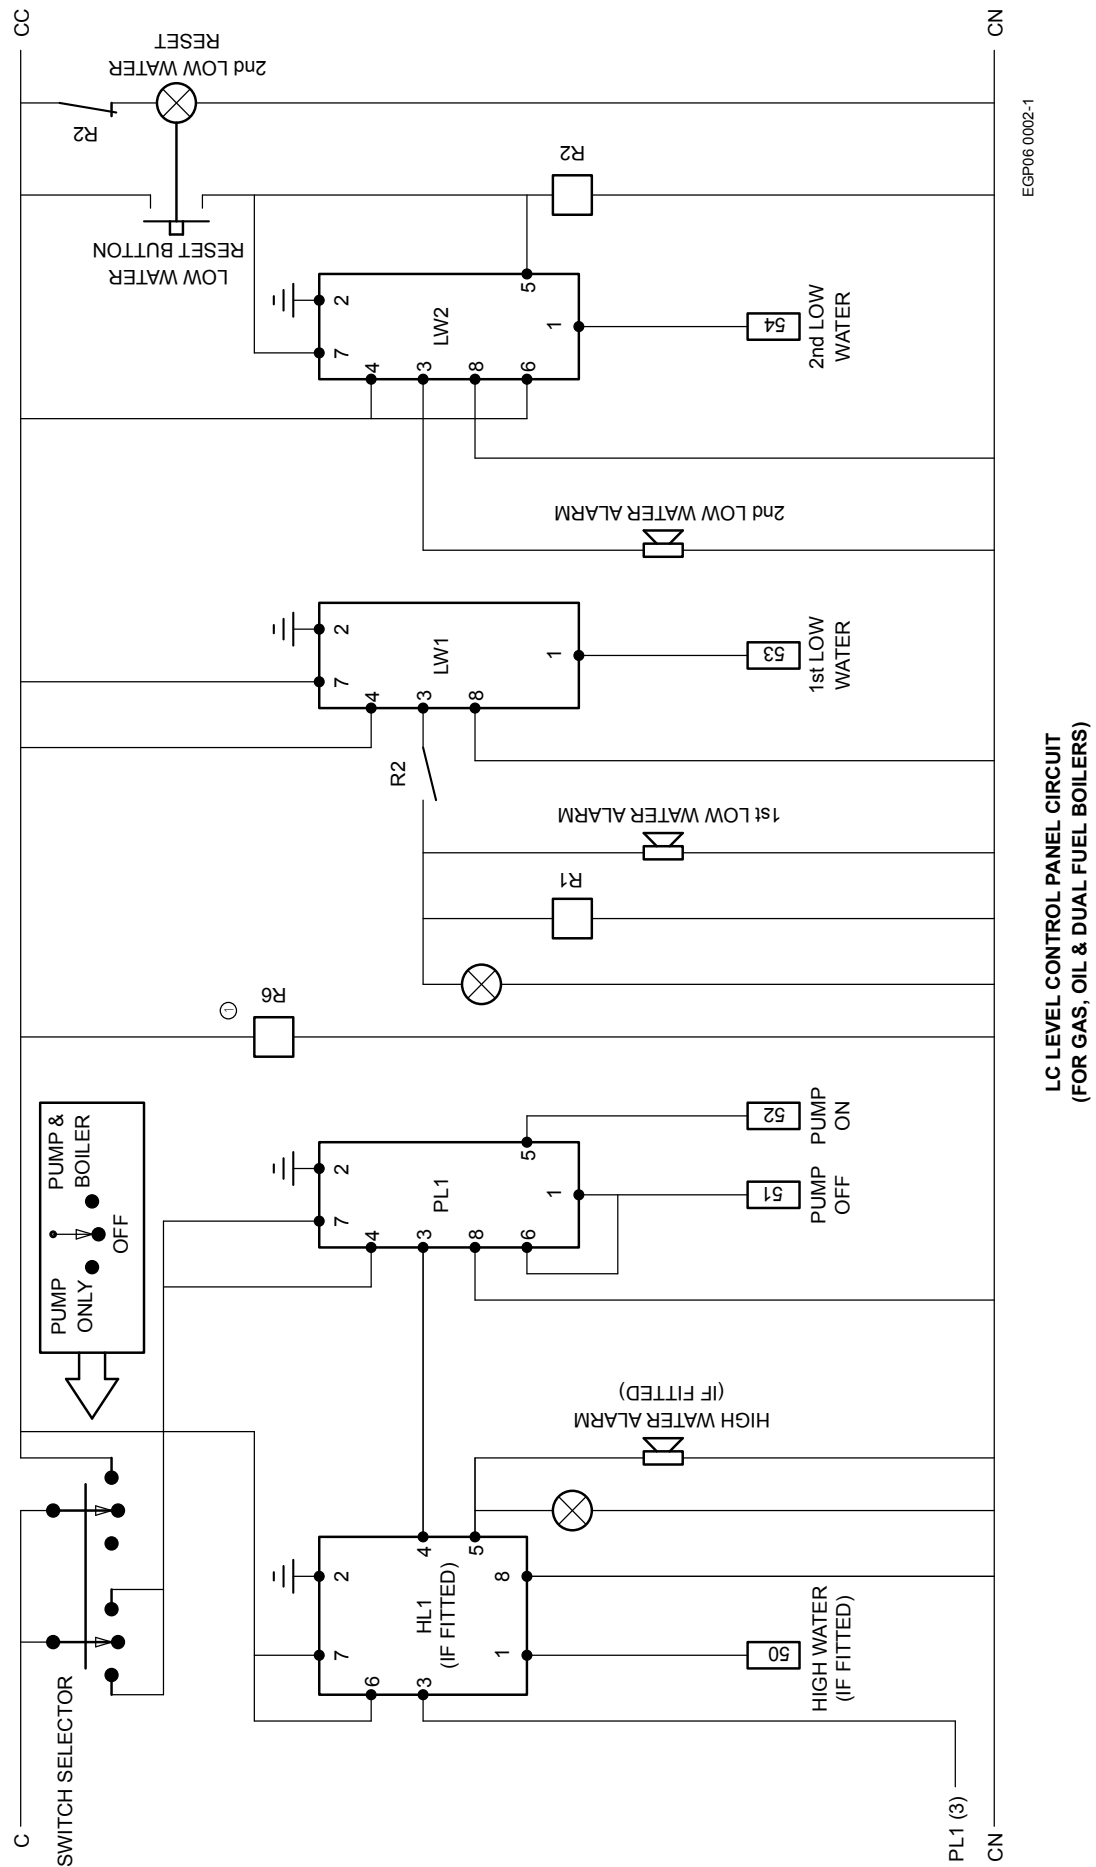 C
CC
SWITCH SELECTOR
PUMP
ONLY
OFF
PUMP &
BOILER
HL1
(IF FITTED)
2
7
6
3
1
8
4
5
50
HIGH WATER
(IF FITTED)
HIGH WATER ALARM
(IF FITTED)
PL1
2
7
4
3
8
6
1
5
51
PUMP
OFF
52
PUMP
ON
1
R6
R1
1st LOW WATER ALARM
R2
LW1
2
7
4
3
8
1
53
1st LOW
WATER
2nd LOW WATER ALARM
LW2
2
7
4
3
8
6
1
5
54
2nd LOW
WATER
LOW WATER
RESET BUTTON
R2
R2
2nd LOW WATER
RESET
PL1 (3)
CN
CN
EGP06 0002-1
LC LEVEL CONTROL PANEL CIRCUIT
(FOR GAS, OIL & DUAL FUEL BOILERS)